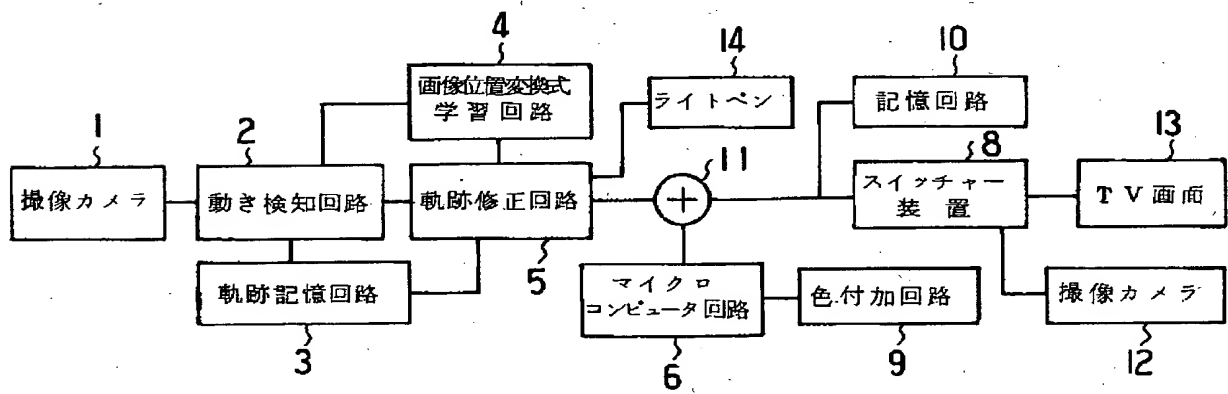 4
画像位置変換式
学習回路
14
ライトペン
10
記憶回路
1
撮像カメラ
2
動き検知回路
軌跡修正回路
5
11
+
8
スイッチャー
装置
13
TV画面
軌跡記憶回路
3
マイクロ
コンピュータ回路
6
色付加回路
9
撮像カメラ
12